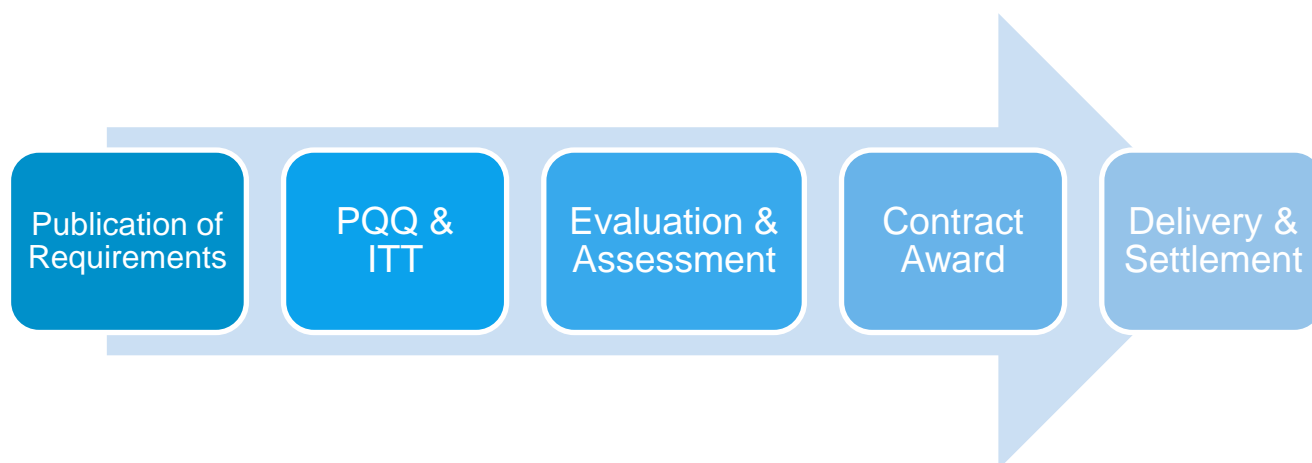 Publication of
Requirements
PQQ &
ITT
Evaluation &
Assessment
Contract
Award
Delivery &
Settlement